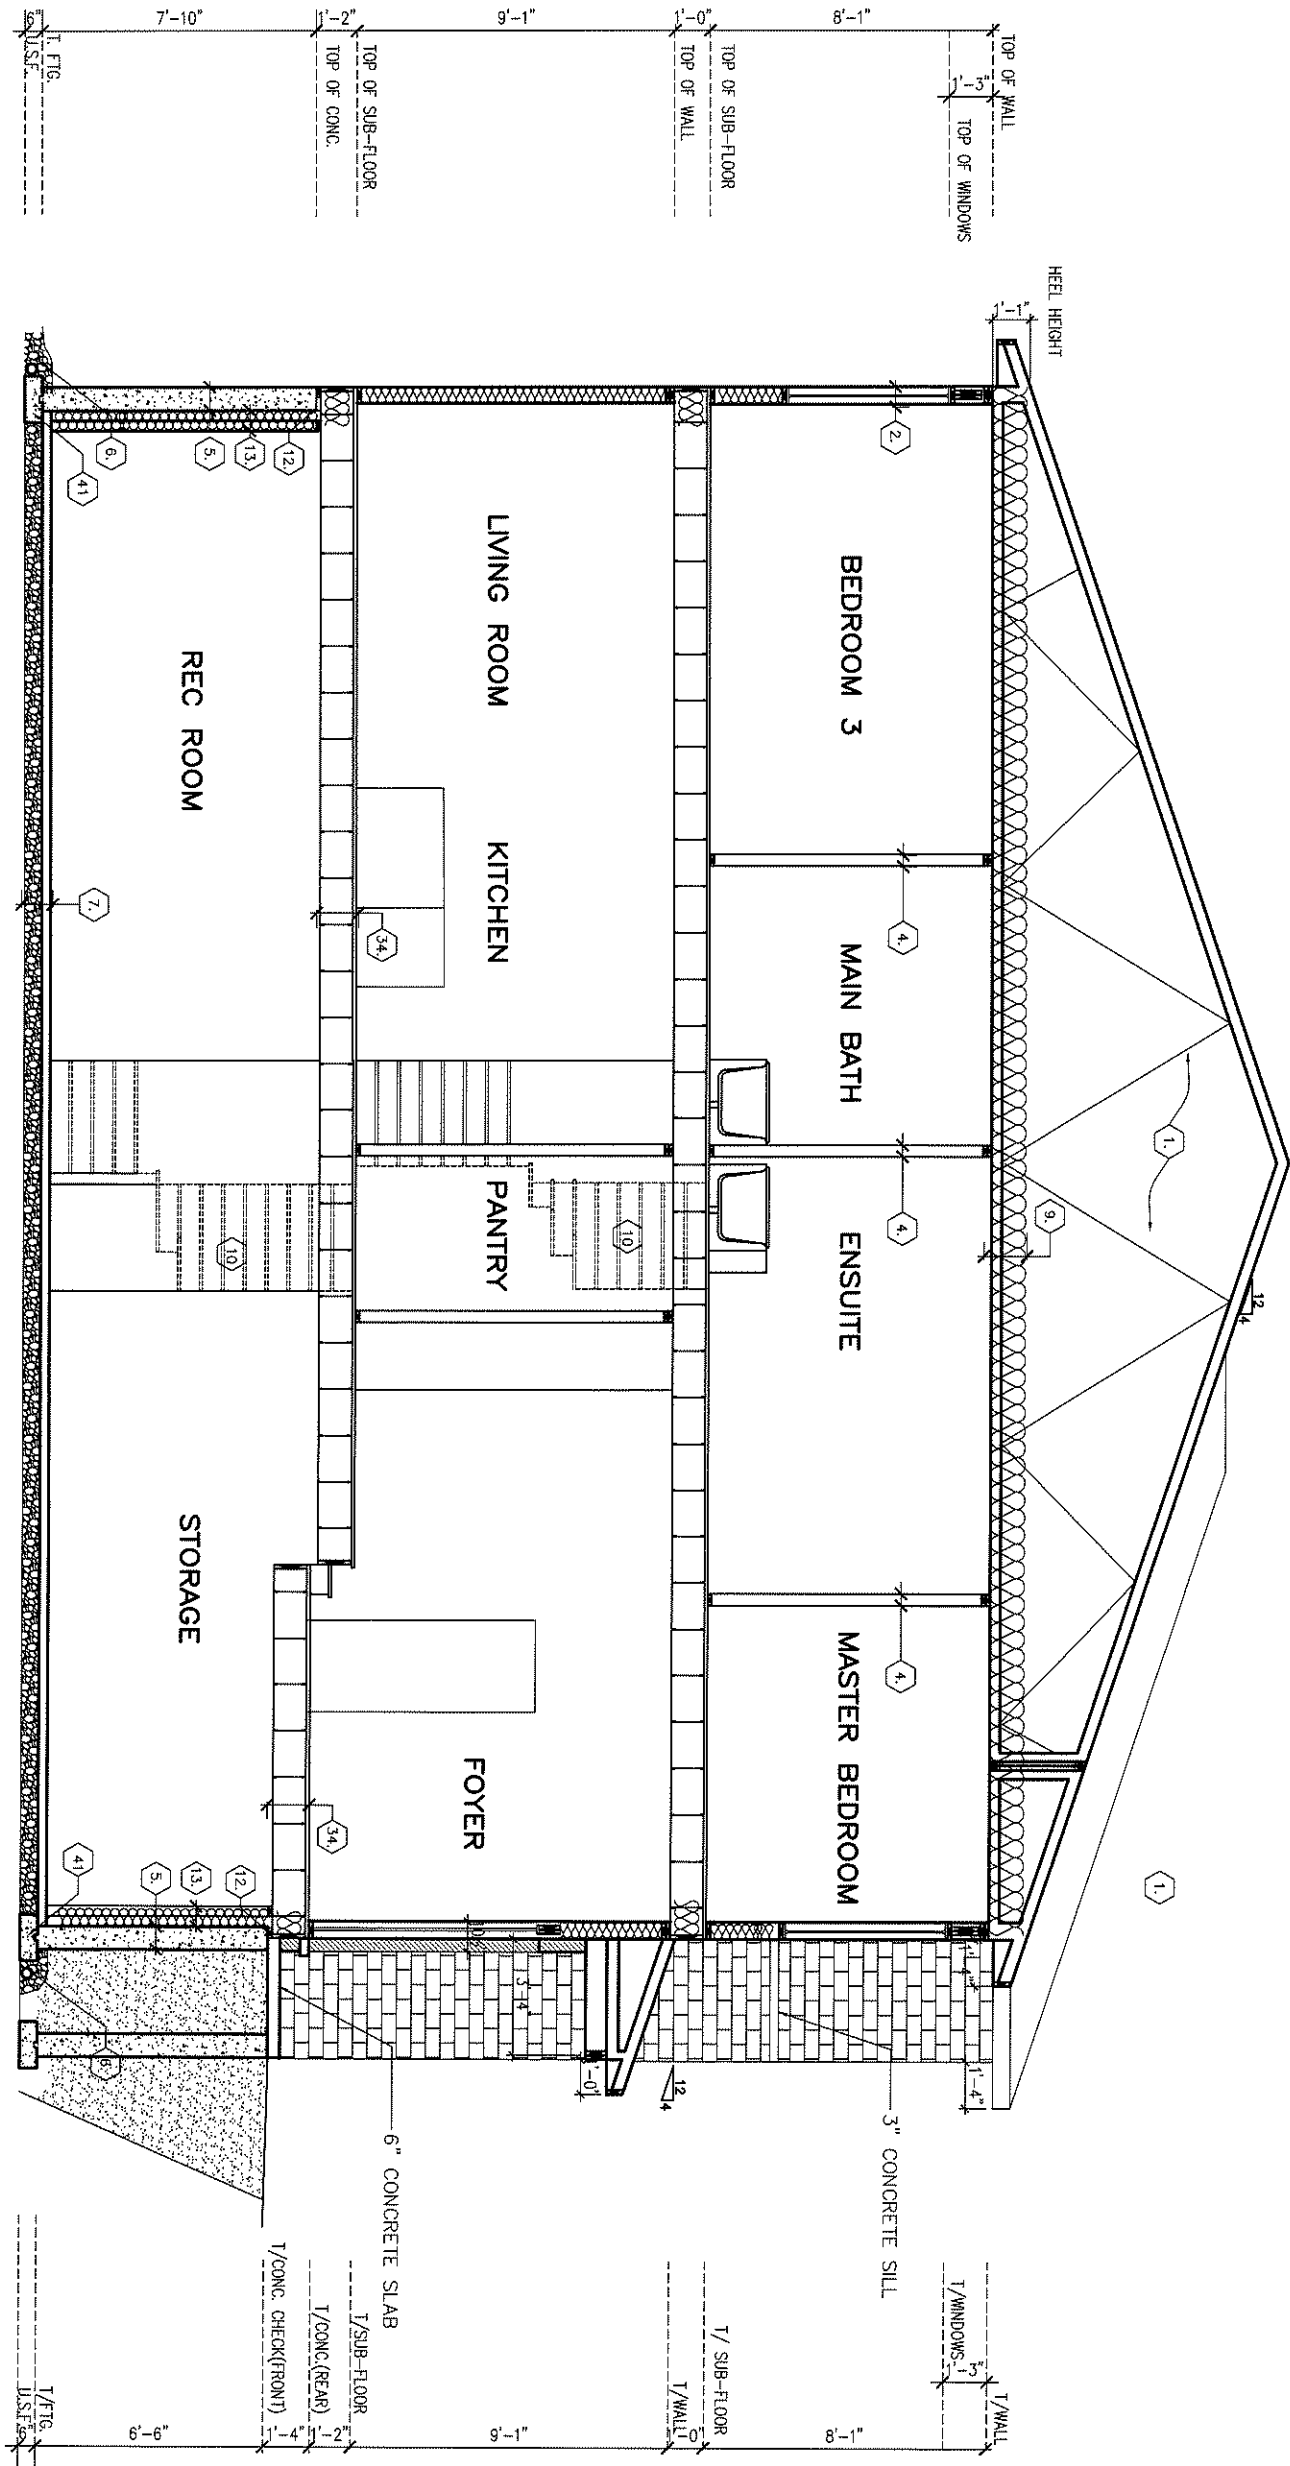 HEEL HEIGHT
1'-1"
TOP OF WALL
1'-3"
TOP OF WINDOWS
8'-1"
TOP OF SUB-FLOOR
1'-0"
TOP OF WALL
9'-1"
TOP OF SUB-FLOOR
1'-2"
TOP OF CONC.
7'-10"
T. FTG.
6"
U.S.F.
1.
1.
9.
12
4
2.
4.
4.
4.
BEDROOM 3
MAIN BATH
ENSUITE
MASTER BEDROOM
1'-4"
1'-4"
3" CONCRETE SILL
LIVING ROOM
KITCHEN
PANTRY
FOYER
10
34.
34.
3'-4"
12
4
6" CONCRETE SLAB
REC ROOM
STORAGE
10
12.
13.
5.
6.
41
7.
12.
13.
5.
41
6.
T/WALL
1'-3"
T/WINDOWS
8'-1"
T/ SUB-FLOOR
1'-0"
T/WALL
9'-1"
T/SUB-FLOOR
1'-2"
T/CONC.(REAR)
1'-4"
T/CONC. CHECK(FRONT)
6'-6"
T/FTG.
6"
U.S.F.